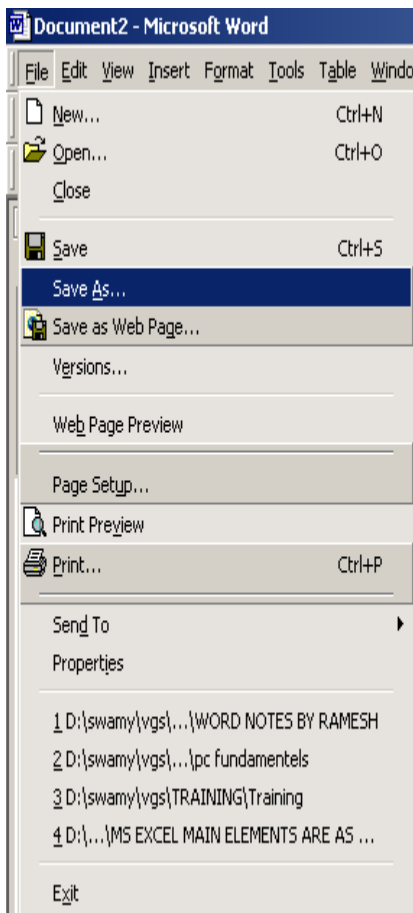 Document2 - Microsoft Word
File Edit View Insert Format Tools Table Windo
New... Ctrl+N
Open... Ctrl+O
Close
Save Ctrl+S
Save As...
Save as Web Page...
Versions...
Web Page Preview
Page Setup...
Print Preview
Print... Ctrl+P
Send To
Properties
1 D:\swamy\vgs\...\WORD NOTES BY RAMESH
2 D:\swamy\vgs\...\pc fundamentels
3 D:\swamy\vgs\TRAINING\Training
4 D:\...\MS EXCEL MAIN ELEMENTS ARE AS ...
Exit